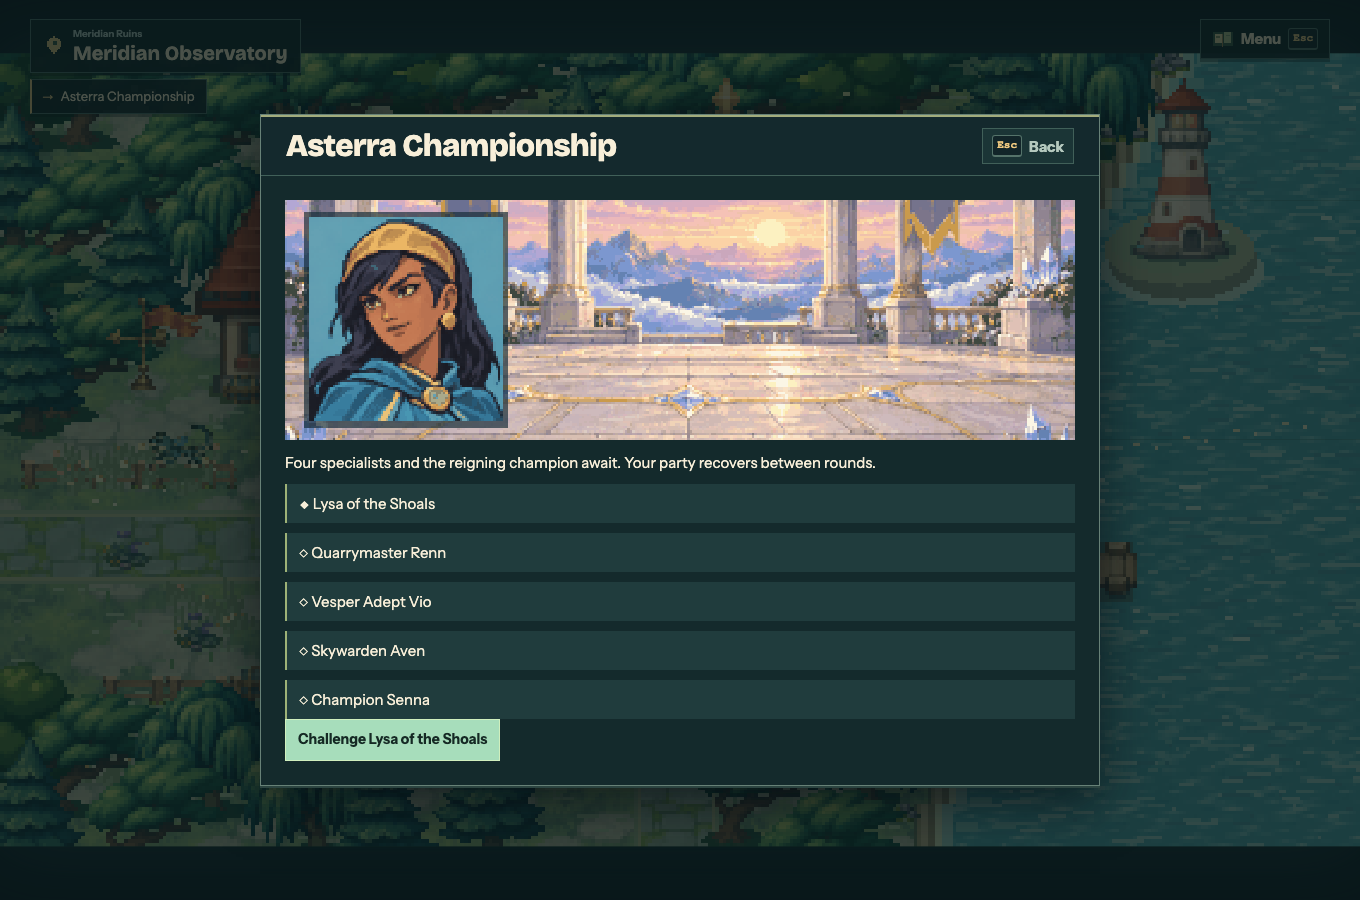 Meridian Ruins
Meridian Observatory
Menu Esc
→ Asterra Championship
Asterra Championship
Esc Back
Four specialists and the reigning champion await. Your party recovers between rounds.
◆ Lysa of the Shoals
◇ Quarrymaster Renn
◇ Vesper Adept Vio
◇ Skywarden Aven
◇ Champion Senna
Challenge Lysa of the Shoals